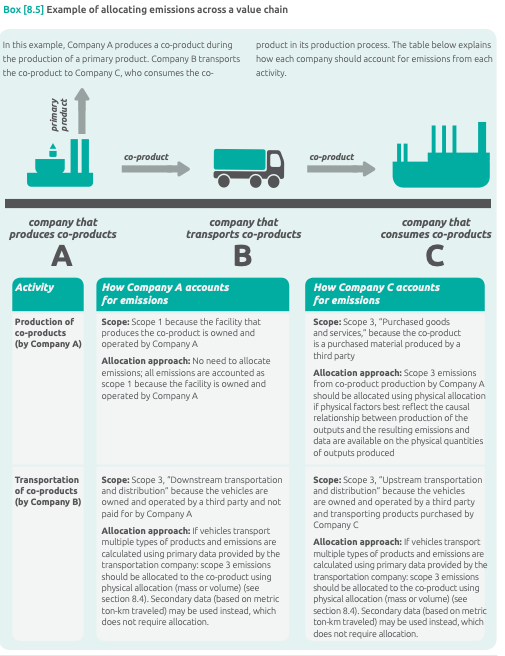 Box [8.5] Example of allocating emissions across a value chain
In this example, Company A produces a co-product during
the production of a primary product. Company B transports
the co-product to Company C, who consumes the co-
product in its production process. The table below explains
how each company should account for emissions from each
activity.
primary
product
co-product
co-product
company that
produces co-products
A
company that
transports co-products
B
company that
consumes co-products
C
Activity
How Company A accounts
for emissions
How Company C accounts
for emissions
Production of
co-products
(by Company A)
Scope: Scope 1 because the facility that
produces the co-product is owned and
operated by Company A
Allocation approach: No need to allocate
emissions; all emissions are accounted as
scope 1 because the facility is owned and
operated by Company A
Scope: Scope 3, "Purchased goods
and services," because the co-product
is a purchased material produced by a
third party
Allocation approach: Scope 3 emissions
from co-product production by Company A
should be allocated using physical allocation
if physical factors best reflect the causal
relationship between production of the
outputs and the resulting emissions and
data are available on the physical quantities
of outputs produced
Transportation
of co-products
(by Company B)
Scope: Scope 3, "Downstream transportation
and distribution" because the vehicles are
owned and operated by a third party and not
paid for by Company A
Allocation approach: If vehicles transport
multiple types of products and emissions are
calculated using primary data provided by the
transportation company: scope 3 emissions
should be allocated to the co-product using
physical allocation (mass or volume) (see
section 8.4). Secondary data (based on metric
ton-km traveled) may be used instead, which
does not require allocation.
Scope: Scope 3, "Upstream transportation
and distribution" because the vehicles
are owned and operated by a third party
and transporting products purchased by
Company C
Allocation approach: If vehicles transport
multiple types of products and emissions are
calculated using primary data provided by the
transportation company: scope 3 emissions
should be allocated to the co-product using
physical allocation (mass or volume) (see
section 8.4). Secondary data (based on metric
ton-km traveled) may be used instead, which
does not require allocation.